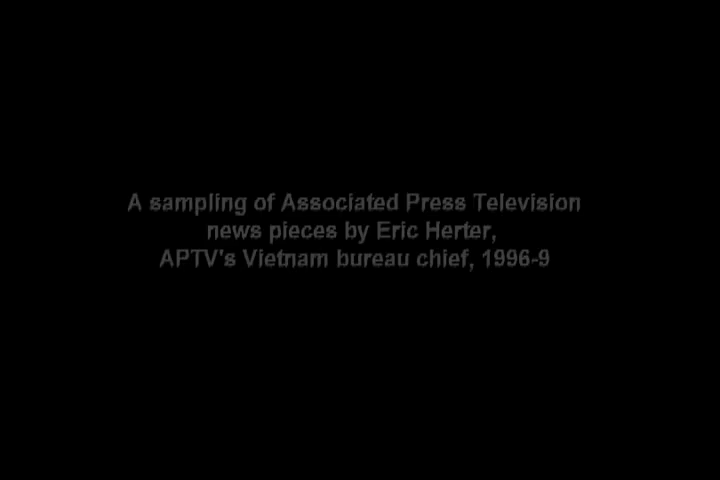 A sampling of Associated Press Television
news pieces by Eric Herter,
APTV's Vietnam bureau chief, 1996-9